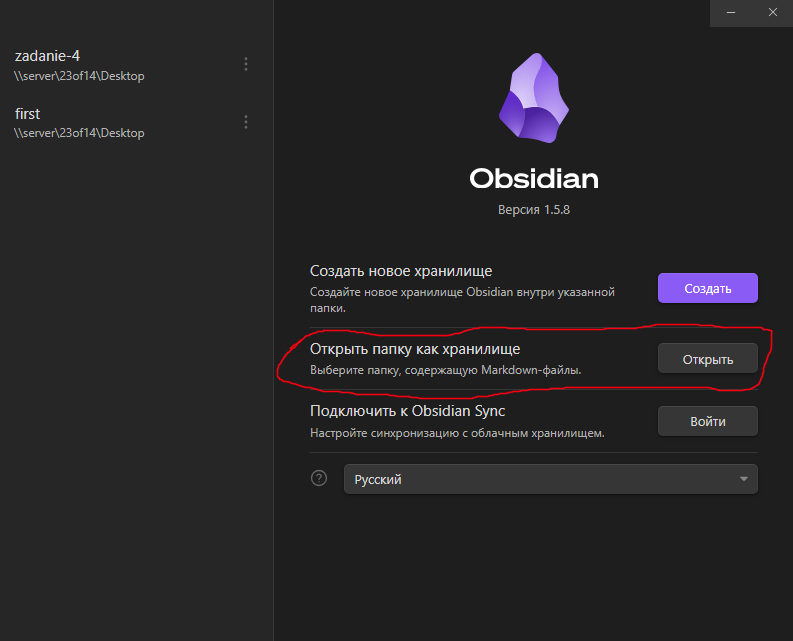 zadanie-4
\\server\23of14\Desktop
first
\\server\23of14\Desktop
Obsidian
Версия 1.5.8
Создать новое хранилище
Создайте новое хранилище Obsidian внутри указанной
папки.
Создать
Открыть папку как хранилище
Выберите папку, содержащую Markdown-файлы.
Открыть
Подключить к Obsidian Sync
Настройте синхронизацию с облачным хранилищем.
Войти
?
Русский